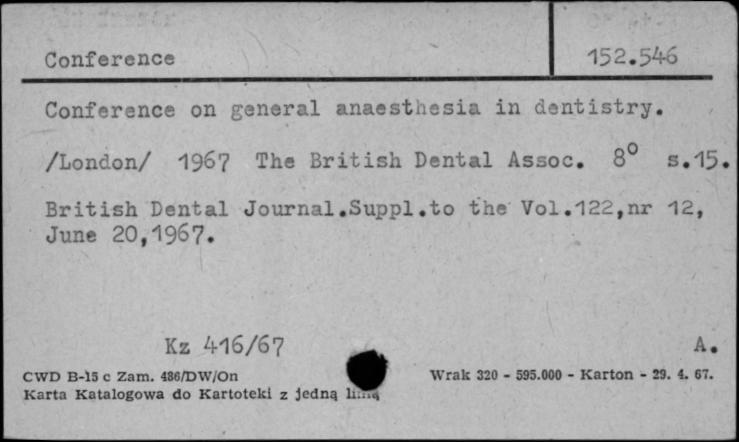 Conference 152.546
Conference on general anaesthesia in dentistry.
/London/ 1967 The British Dental Assoc. 8° s.15.
British Dental Journal.Suppl.to the Vol.122,nr 12,
June 20,1967.
Kz 416/67 A.
CWD B-15 c Zam. 486/DW/On Wrak 320 - 595.000 - Karton - 29. 4. 67.
Karta Katalogowa do Kartoteki z jedną